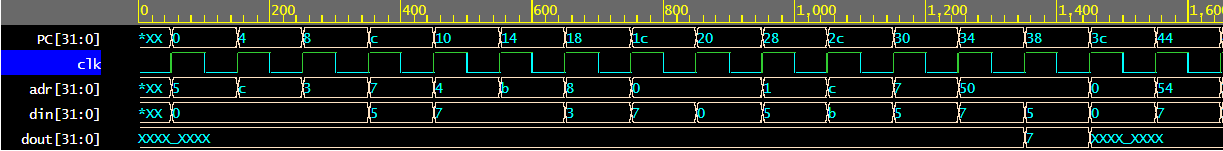 0 200 400 600 800 1,000 1,200 1,400 1,600
PC[31:0] *XX 0 4 8 c 10 14 18 1c 20 28 2c 30 34 38 3c 44
clk
adr[31:0] *XX 5 c 3 7 4 b 8 0 1 c 7 50 0 54
din[31:0] *XX 0 5 7 3 7 0 5 b 5 7 5 0 7
dout[31:0] XXXX_XXXX 7 XXXX_XXXX